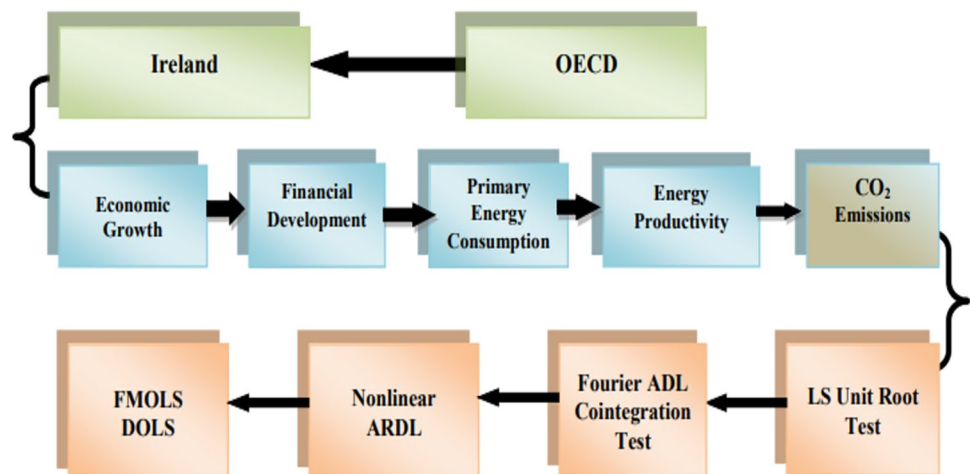 Ireland
OECD
Economic
Growth
Financial
Development
Primary
Energy
Consumption
Energy
Productivity
CO₂
Emissions
FMOLS
DOLS
Nonlinear
ARDL
Fourier ADL
Cointegration
Test
LS Unit Root
Test